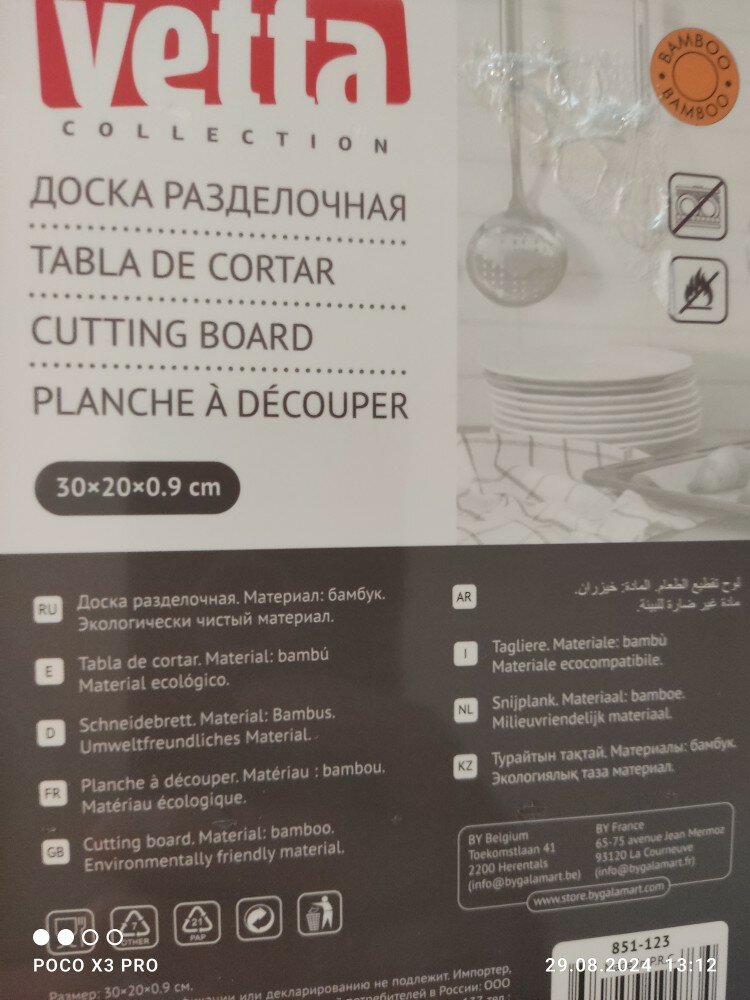 vetta
COLLECTION
BAMBOO
BAMBOO
ДОСКА РАЗДЕЛОЧНАЯ
TABLA DE CORTAR
CUTTING BOARD
PLANCHE À DÉCOUPER
30×20×0.9 cm
RU Доска разделочная. Материал: бамбук.
Экологически чистый материал.
E Tabla de cortar. Material: bambú
Material ecológico.
D Schneidebrett. Material: Bambus.
Umweltfreundliches Material.
FR Planche à découper. Matériau : bambou.
Matériau écologique.
GB Cutting board. Material: bamboo.
Environmentally friendly material.
AR لوح تقطيع الطعام. المادة: خيزران.
مادة غير ضارة للبيئة.
I Tagliere. Materiale: bambù
Materiale ecocompatibile.
NL Snijplank. Materiaal: bamboe.
Milieuvriendelijk materiaal.
KZ Турайтын тақтай. Материалы: бамбук.
Экологиялық таза материал.
BY Belgium
Toekomstlaan 41
2200 Herentals
(info@bygalamart.be)
BY France
65-75 avenue Jean Mermoz
93120 La Courneuve
(info@bygalamart.fr)
www.store.bygalamart.com
7
OTHER
21
PAP
851-123
POCO X3 PRO
29.08.2024 13:12
Размер: 30×20×0.9 см.
или декларированию не подлежит. Импортер,
потребителей в России: ООО